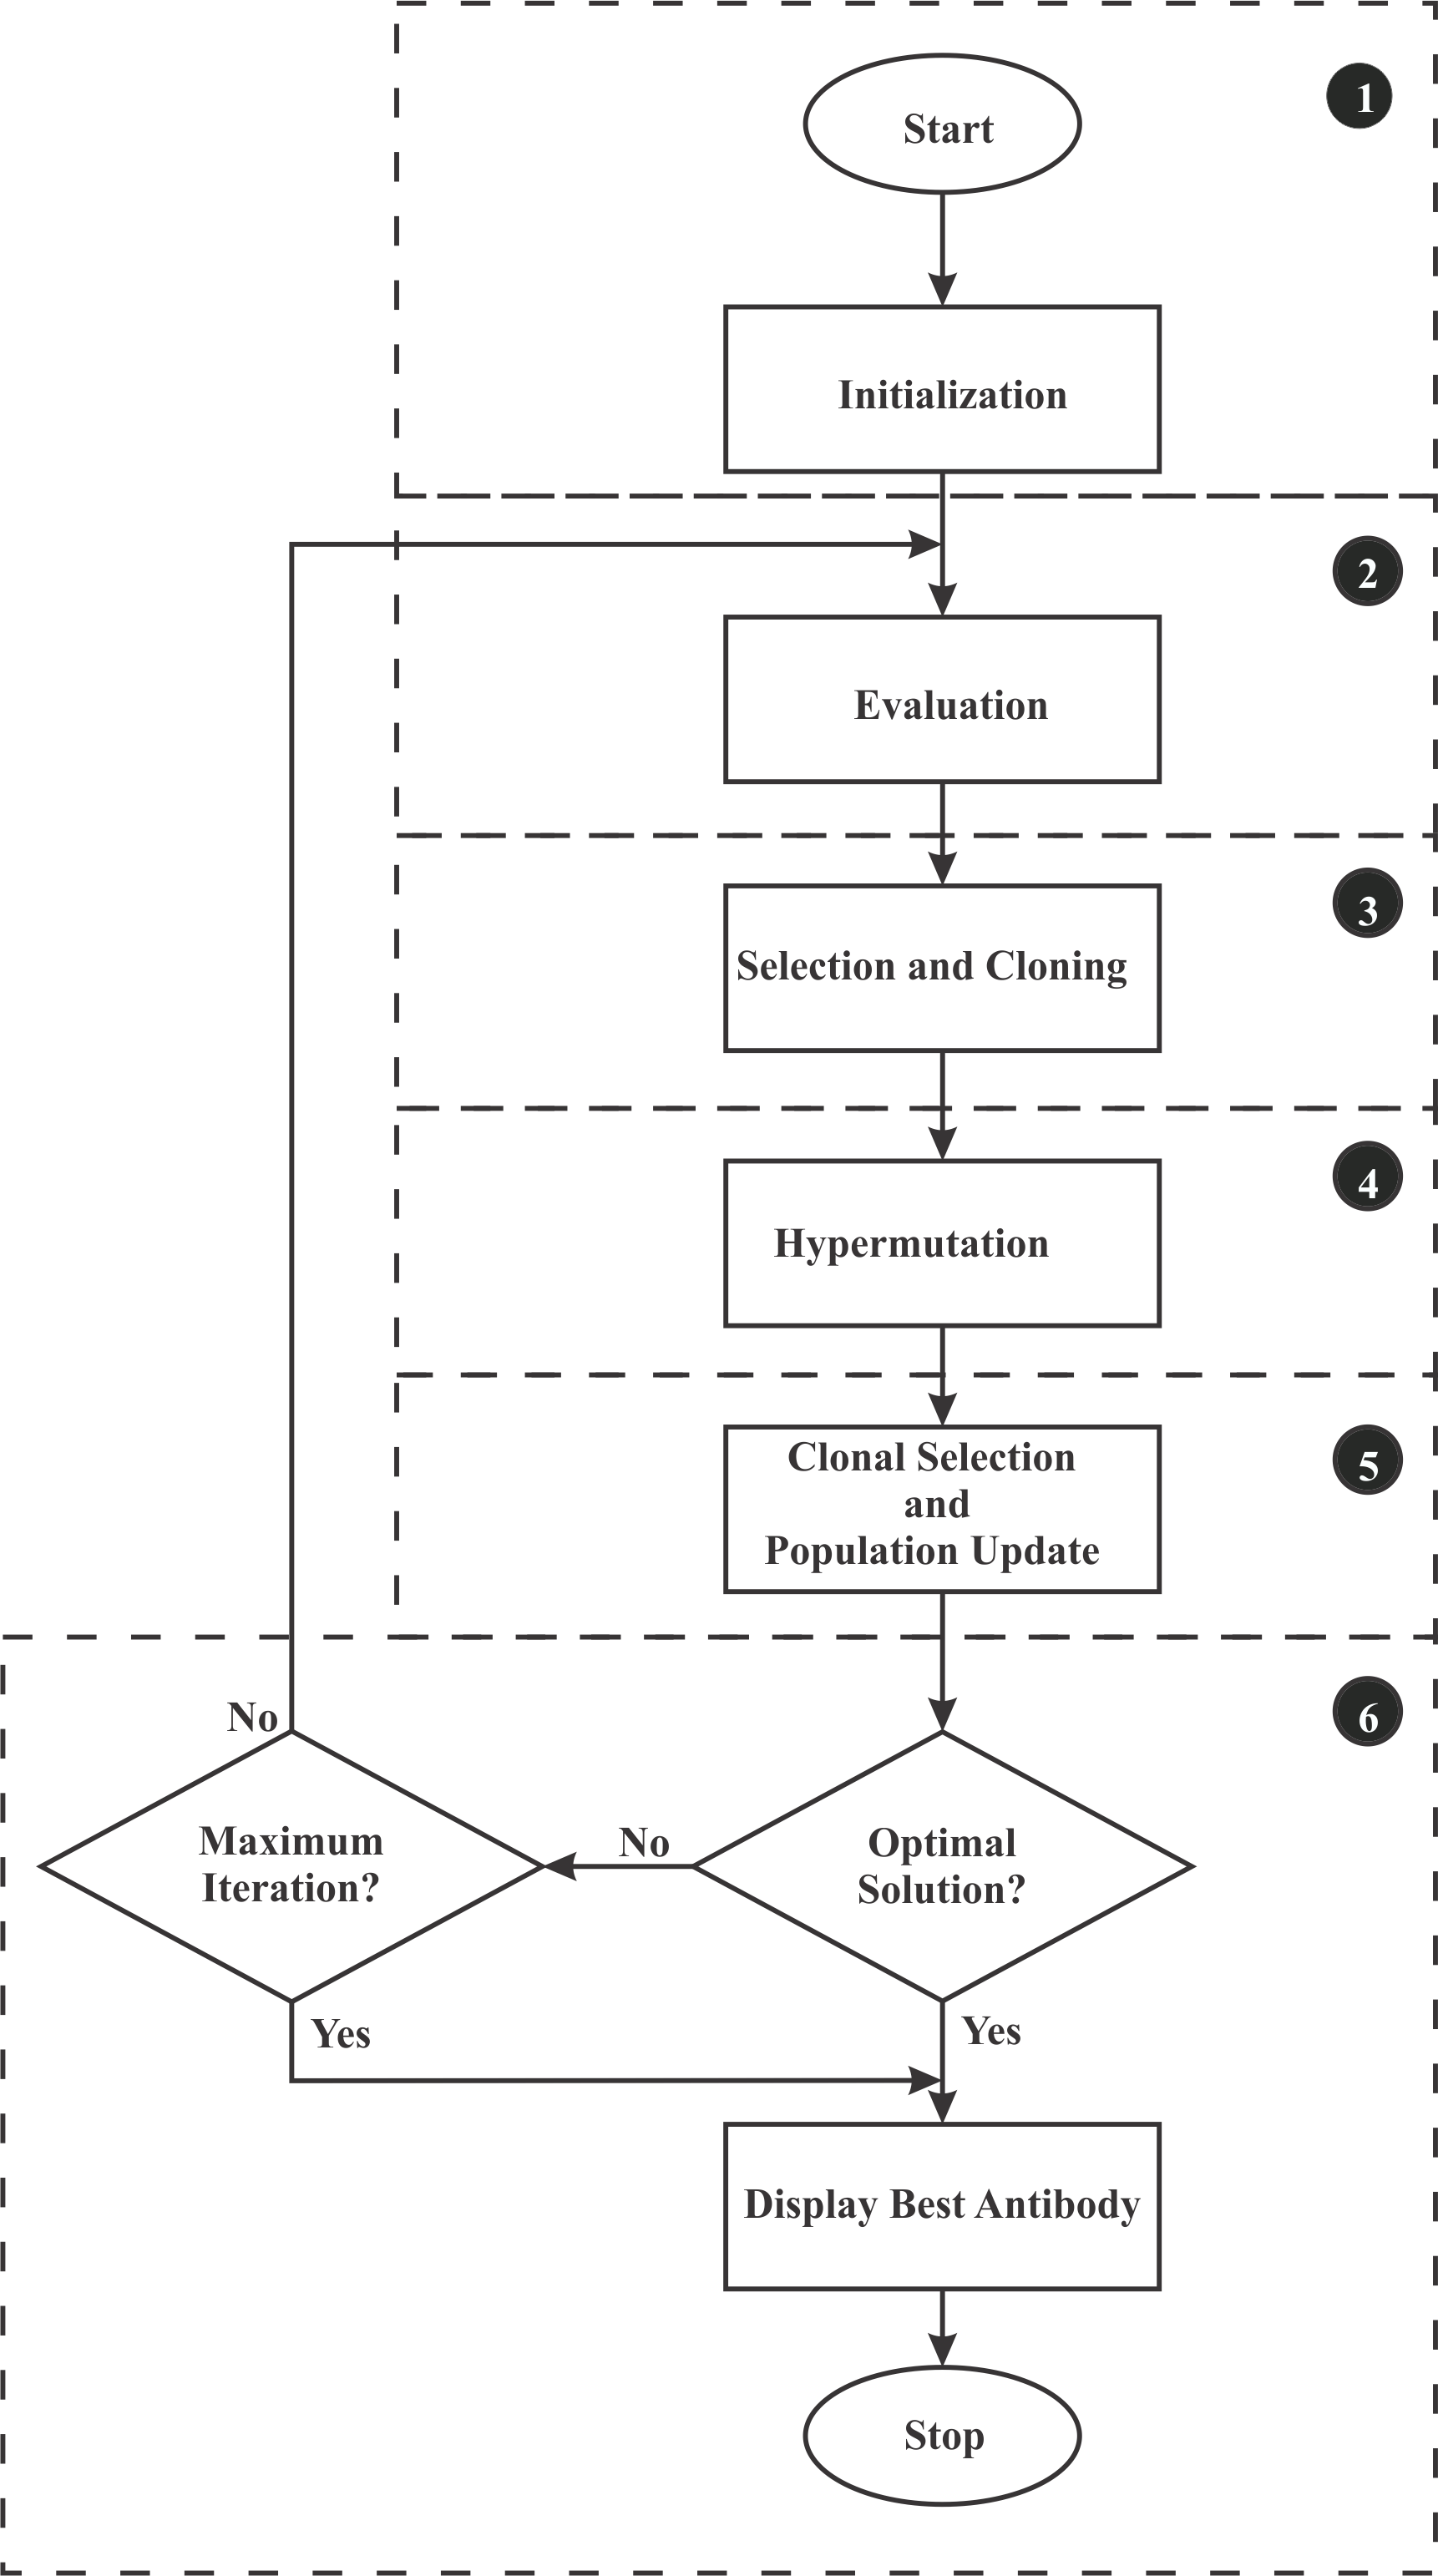 1
Start
Initialization
2
Evaluation
3
Selection and Cloning
4
Hypermutation
5
Clonal Selection
and
Population Update
6
No
Maximum
Iteration?
No
Optimal
Solution?
Yes
Yes
Display Best Antibody
Stop